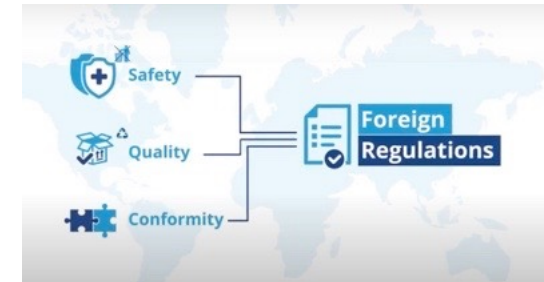 Safety
Quality
Conformity
Foreign
Regulations